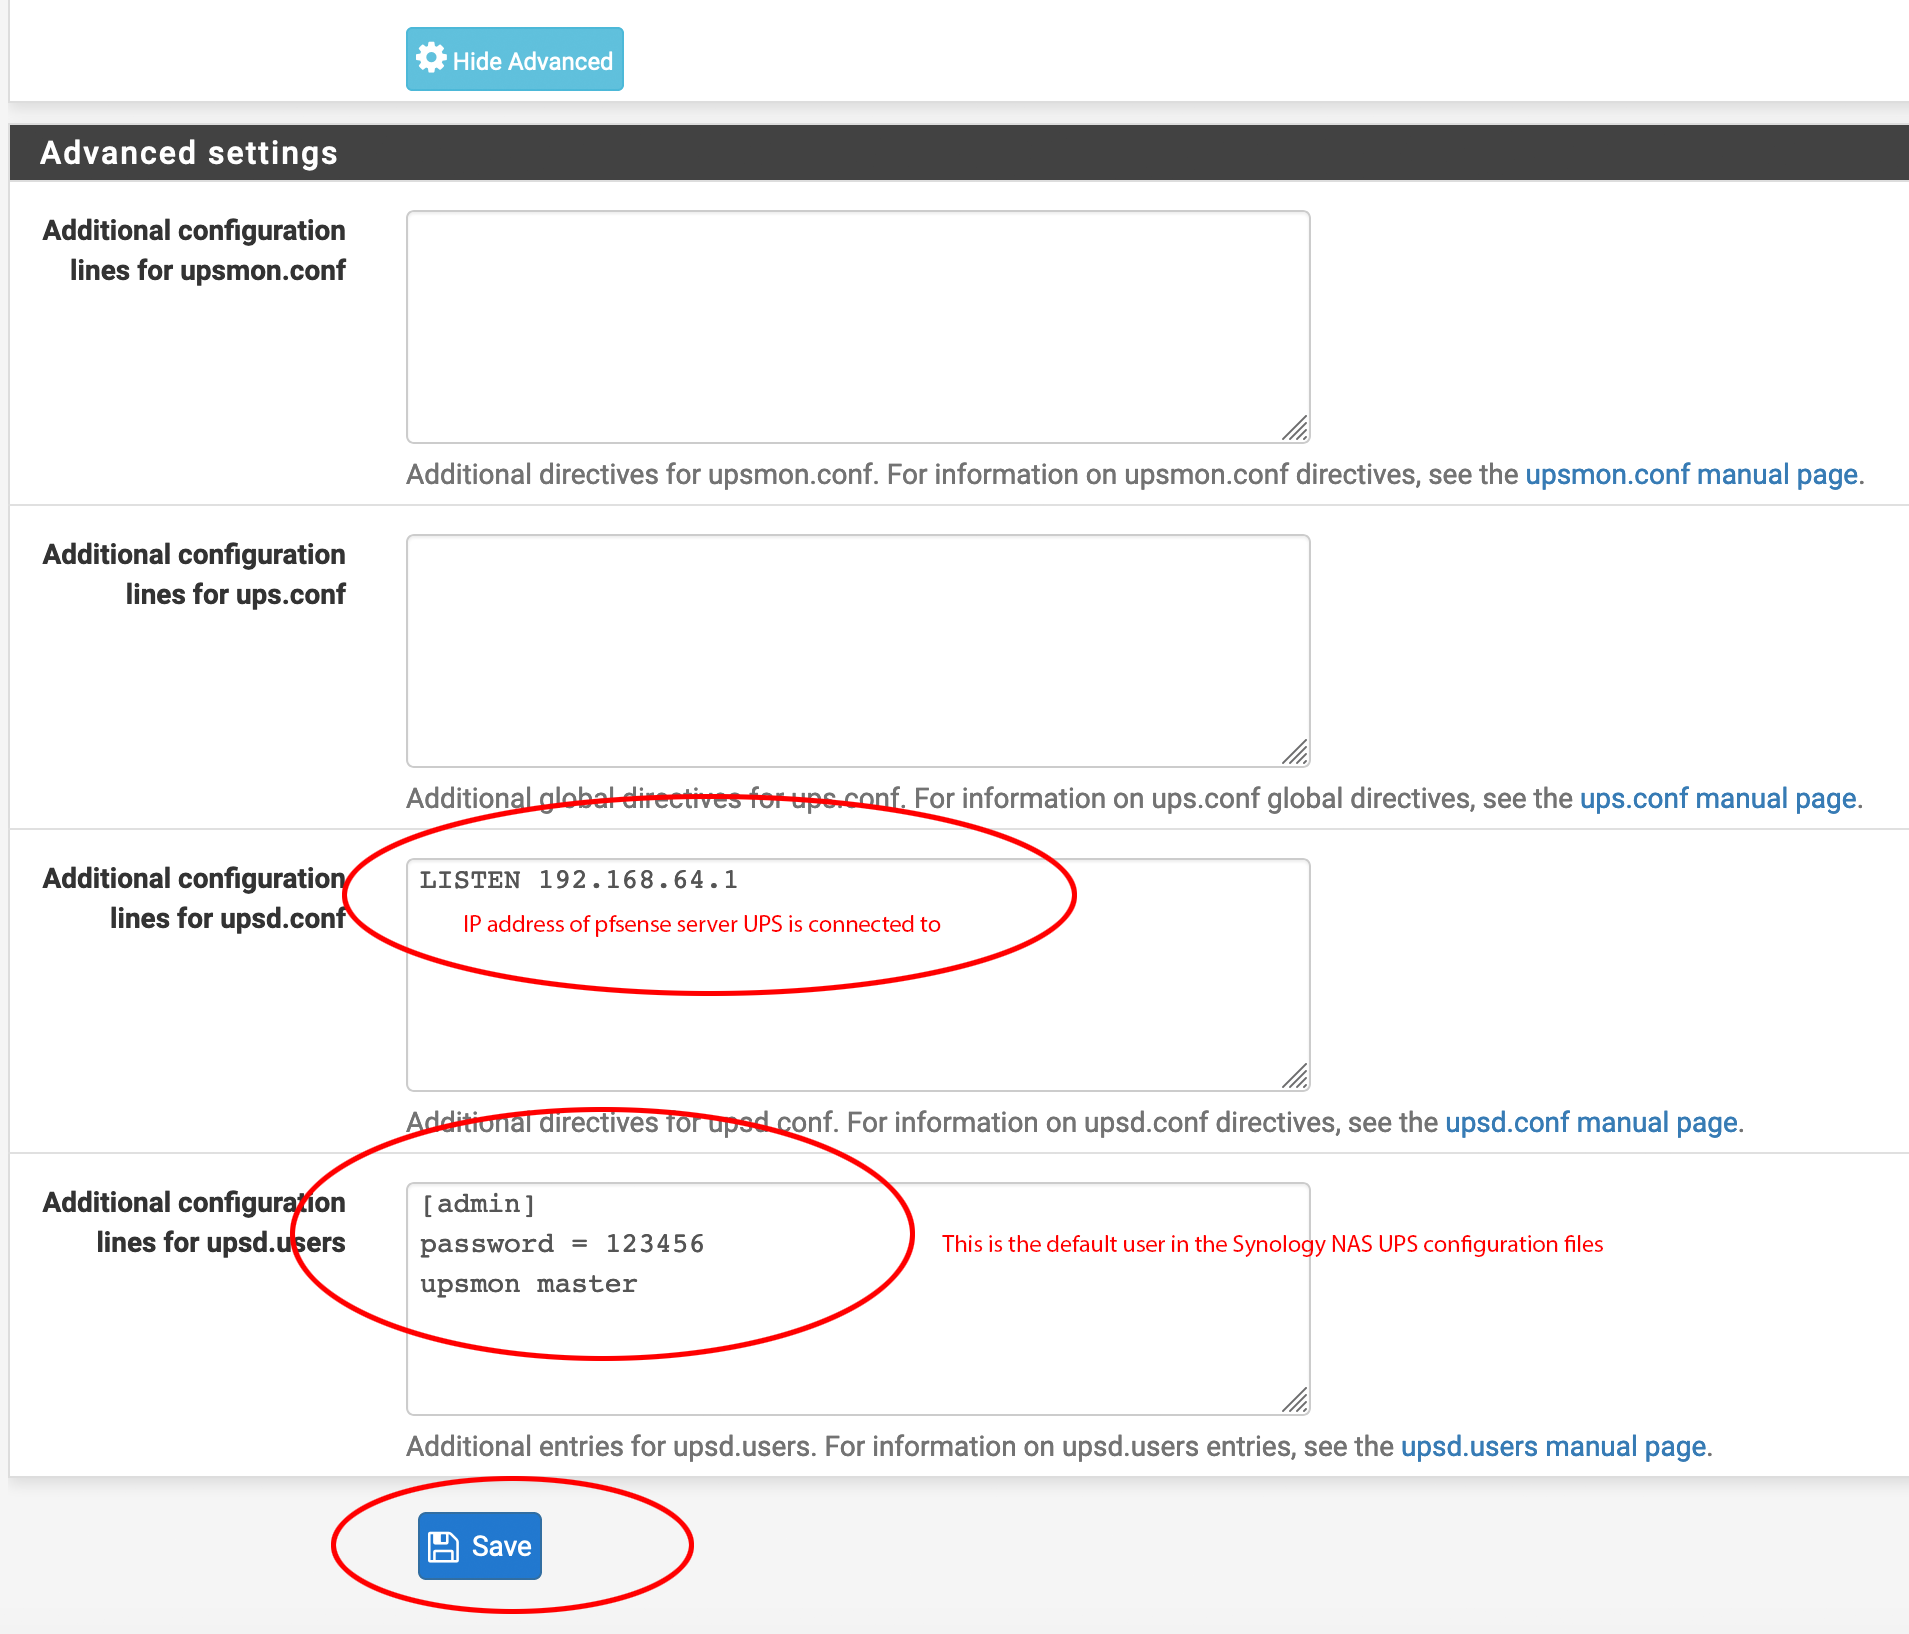 Hide Advanced
Advanced settings
Additional configuration
lines for upsmon.conf
Additional directives for upsmon.conf. For information on upsmon.conf directives, see the upsmon.conf manual page.
Additional configuration
lines for ups.conf
Additional global directives for ups.conf. For information on ups.conf global directives, see the ups.conf manual page.
Additional configuration
lines for upsd.conf
LISTEN 192.168.64.1
IP address of pfsense server UPS is connected to
Additional directives for upsd.conf. For information on upsd.conf directives, see the upsd.conf manual page.
Additional configuration
lines for upsd.users
[admin]
password = 123456
upsmon master
This is the default user in the Synology NAS UPS configuration files
Additional entries for upsd.users. For information on upsd.users entries, see the upsd.users manual page.
Save